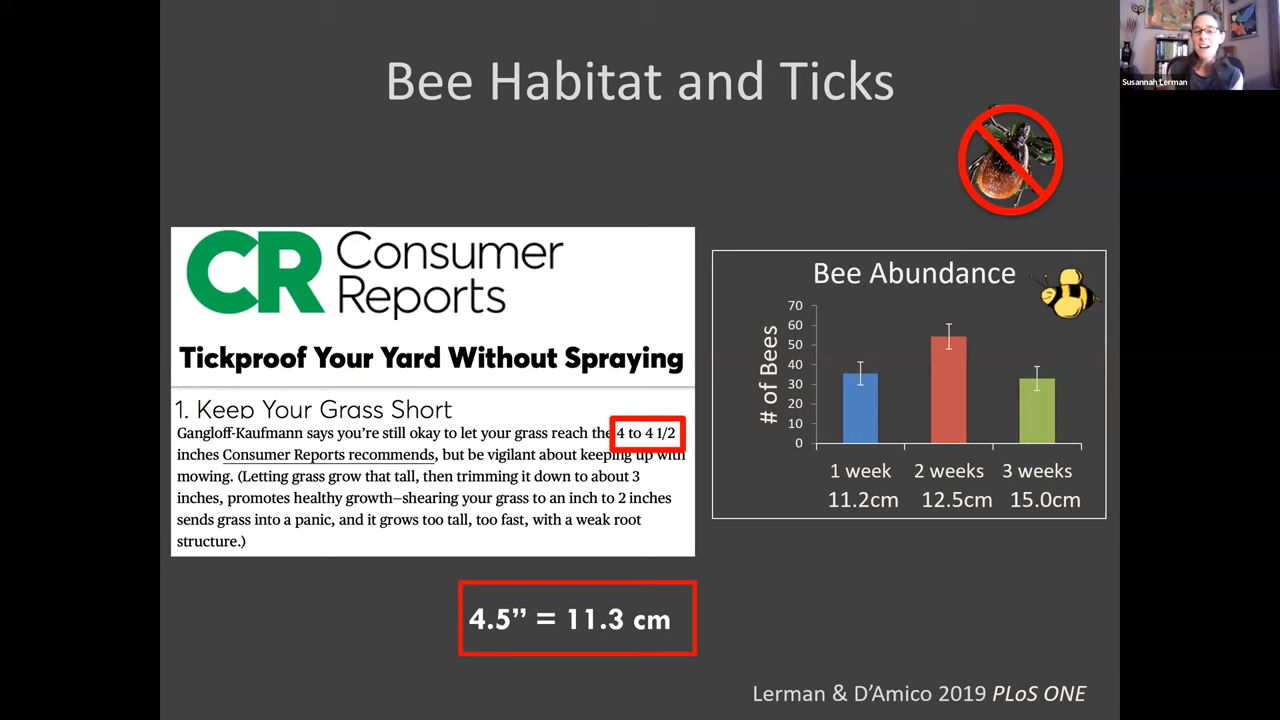 Bee Habitat and Ticks
Susannah Lerman
CR Consumer
Reports
Tickproof Your Yard Without Spraying
1. Keep Your Grass Short
Gangloff-Kaufmann says you're still okay to let your grass reach the 4 to 4 1/2
inches Consumer Reports recommends, but be vigilant about keeping up with
mowing. (Letting grass grow that tall, then trimming it down to about 3
inches, promotes healthy growth—shearing your grass to an inch to 2 inches
sends grass into a panic, and it grows too tall, too fast, with a weak root
structure.)
Bee Abundance
# of Bees
70
60
50
40
30
20
10
0
1 week 2 weeks 3 weeks
11.2cm 12.5cm 15.0cm
4.5” = 11.3 cm
Lerman & D’Amico 2019 PLoS ONE